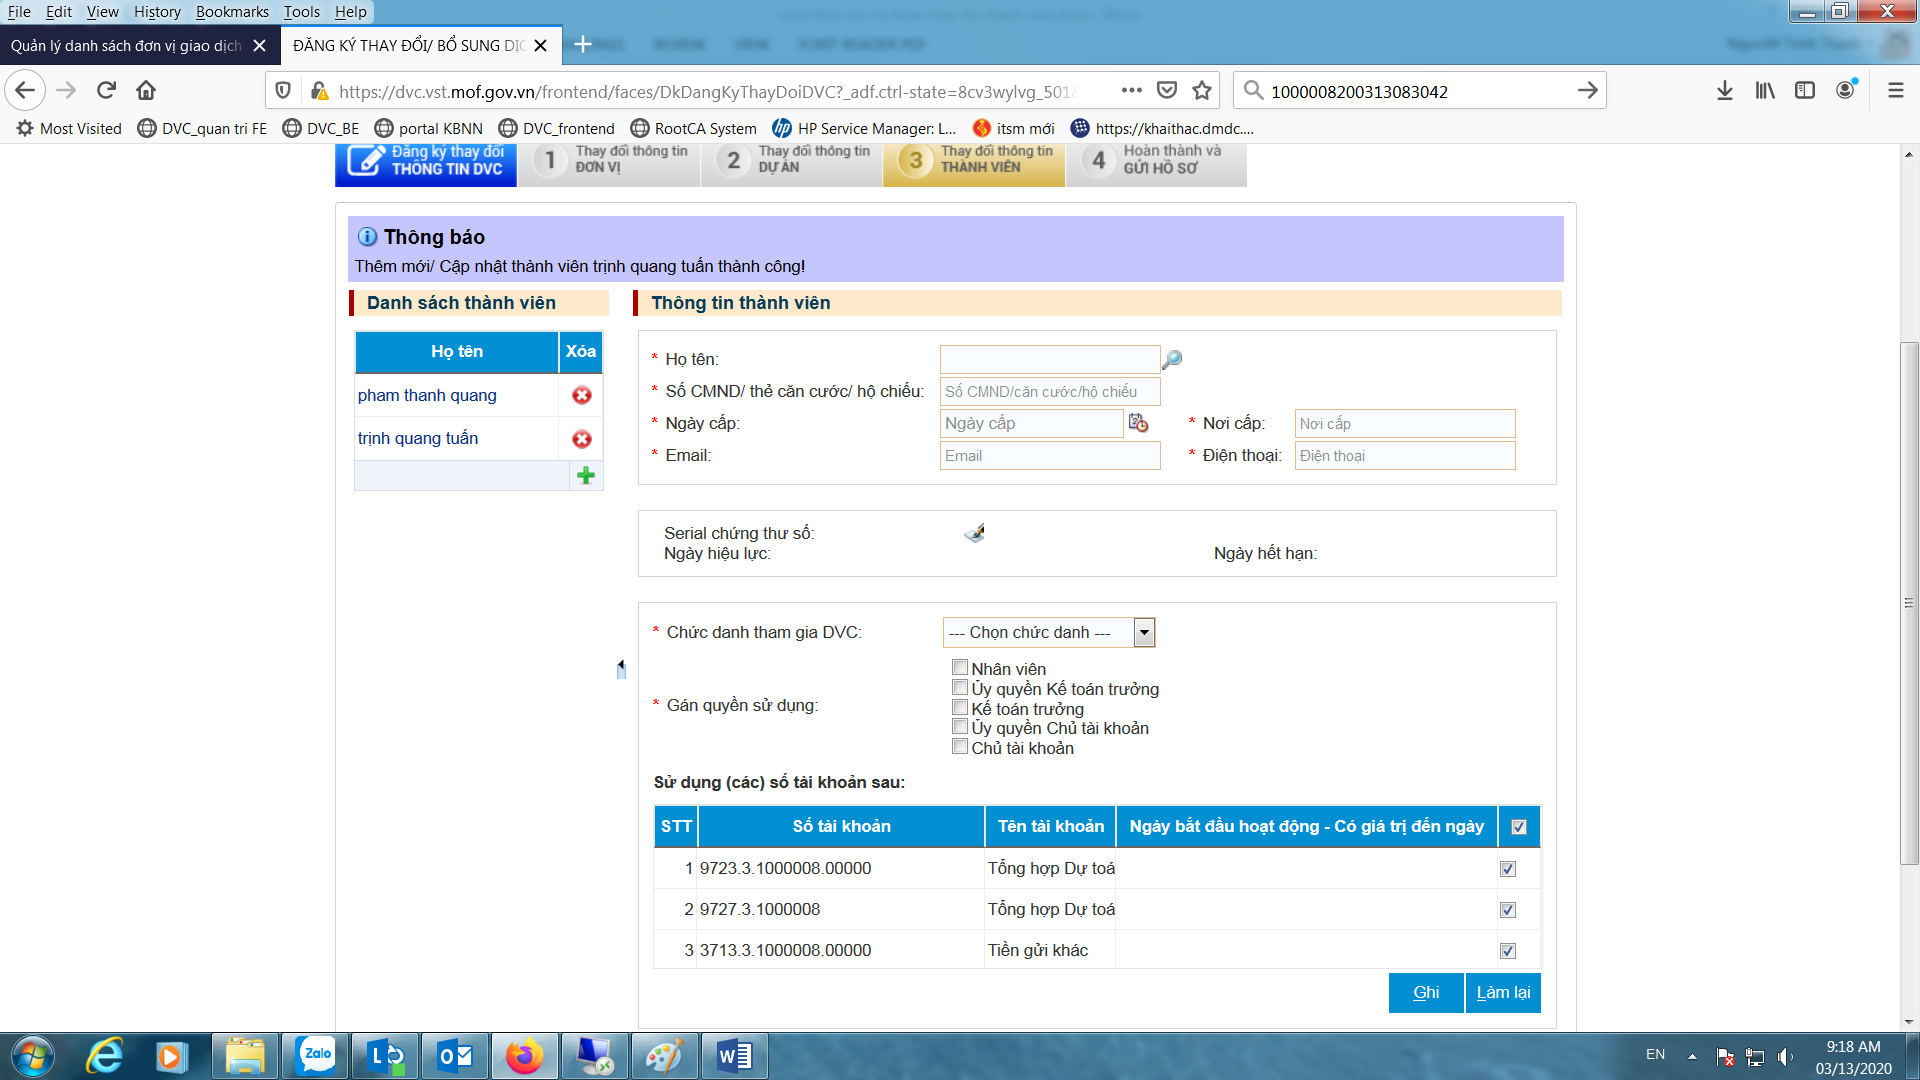 File Edit View History Bookmarks Tools Help
Quản lý danh sách đơn vị giao dịch
ĐĂNG KÝ THAY ĐỔI/ BỔ SUNG DỊC
https://dvc.vst.mof.gov.vn/frontend/faces/DkDangKyThayDoiDVC?_adf.ctrl-state=8cv3wylvg_501&
1000008200313083042
Most Visited DVC_quan tri FE DVC_BE portal KBNN DVC_frontend RootCA System HP Service Manager: L... itsm mới https://khaithac.dmdc....
Đăng ký thay đổi
THÔNG TIN DVC
1 Thay đổi thông tin
ĐƠN VỊ
2 Thay đổi thông tin
DỰ ÁN
3 Thay đổi thông tin
THÀNH VIÊN
4 Hoàn thành và
GỬI HỒ SƠ
Thông báo
Thêm mới/ Cập nhật thành viên trịnh quang tuấn thành công!
Danh sách thành viên
Họ tên Xóa
pham thanh quang
trịnh quang tuấn
Thông tin thành viên
* Họ tên:
* Số CMND/ thẻ căn cước/ hộ chiếu: Số CMND/căn cước/hộ chiếu
* Ngày cấp: Ngày cấp * Nơi cấp: Nơi cấp
* Email: Email * Điện thoại: Điện thoại
Serial chứng thư số:
Ngày hiệu lực: Ngày hết hạn:
* Chức danh tham gia DVC: --- Chọn chức danh ---
* Gán quyền sử dụng:
Nhân viên
Ủy quyền Kế toán trưởng
Kế toán trưởng
Ủy quyền Chủ tài khoản
Chủ tài khoản
Sử dụng (các) số tài khoản sau:
STT Số tài khoản Tên tài khoản Ngày bắt đầu hoạt động - Có giá trị đến ngày
1 9723.3.1000008.00000 Tổng hợp Dự toá
2 9727.3.1000008 Tổng hợp Dự toá
3 3713.3.1000008.00000 Tiền gửi khác
Ghi Làm lại
Zalo
EN
9:18 AM
03/13/2020